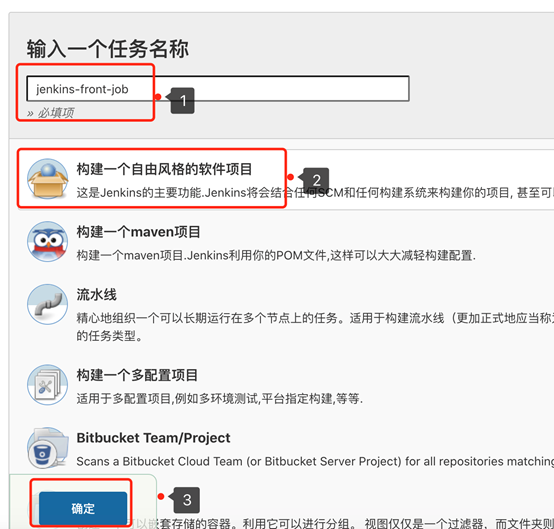 输入一个任务名称
jenkins-front-job
1
» 必填项
构建一个自由风格的软件项目
2
这是Jenkins的主要功能.Jenkins将会结合任何SCM和任何构建系统来构建你的项目, 甚至可
构建一个maven项目
构建一个maven项目.Jenkins利用你的POM文件,这样可以大大减轻构建配置.
流水线
精心地组织一个可以长期运行在多个节点上的任务。适用于构建流水线（更加正式地应当称为
的任务类型。
构建一个多配置项目
适用于多配置项目,例如多环境测试,平台指定构建,等等.
Bitbucket Team/Project
Scans a Bitbucket Cloud Team (or Bitbucket Server Project) for all repositories matching
3
确定
可以嵌套存储的容器。利用它可以进行分组。 视图仅仅是一个过滤器，而文件夹则